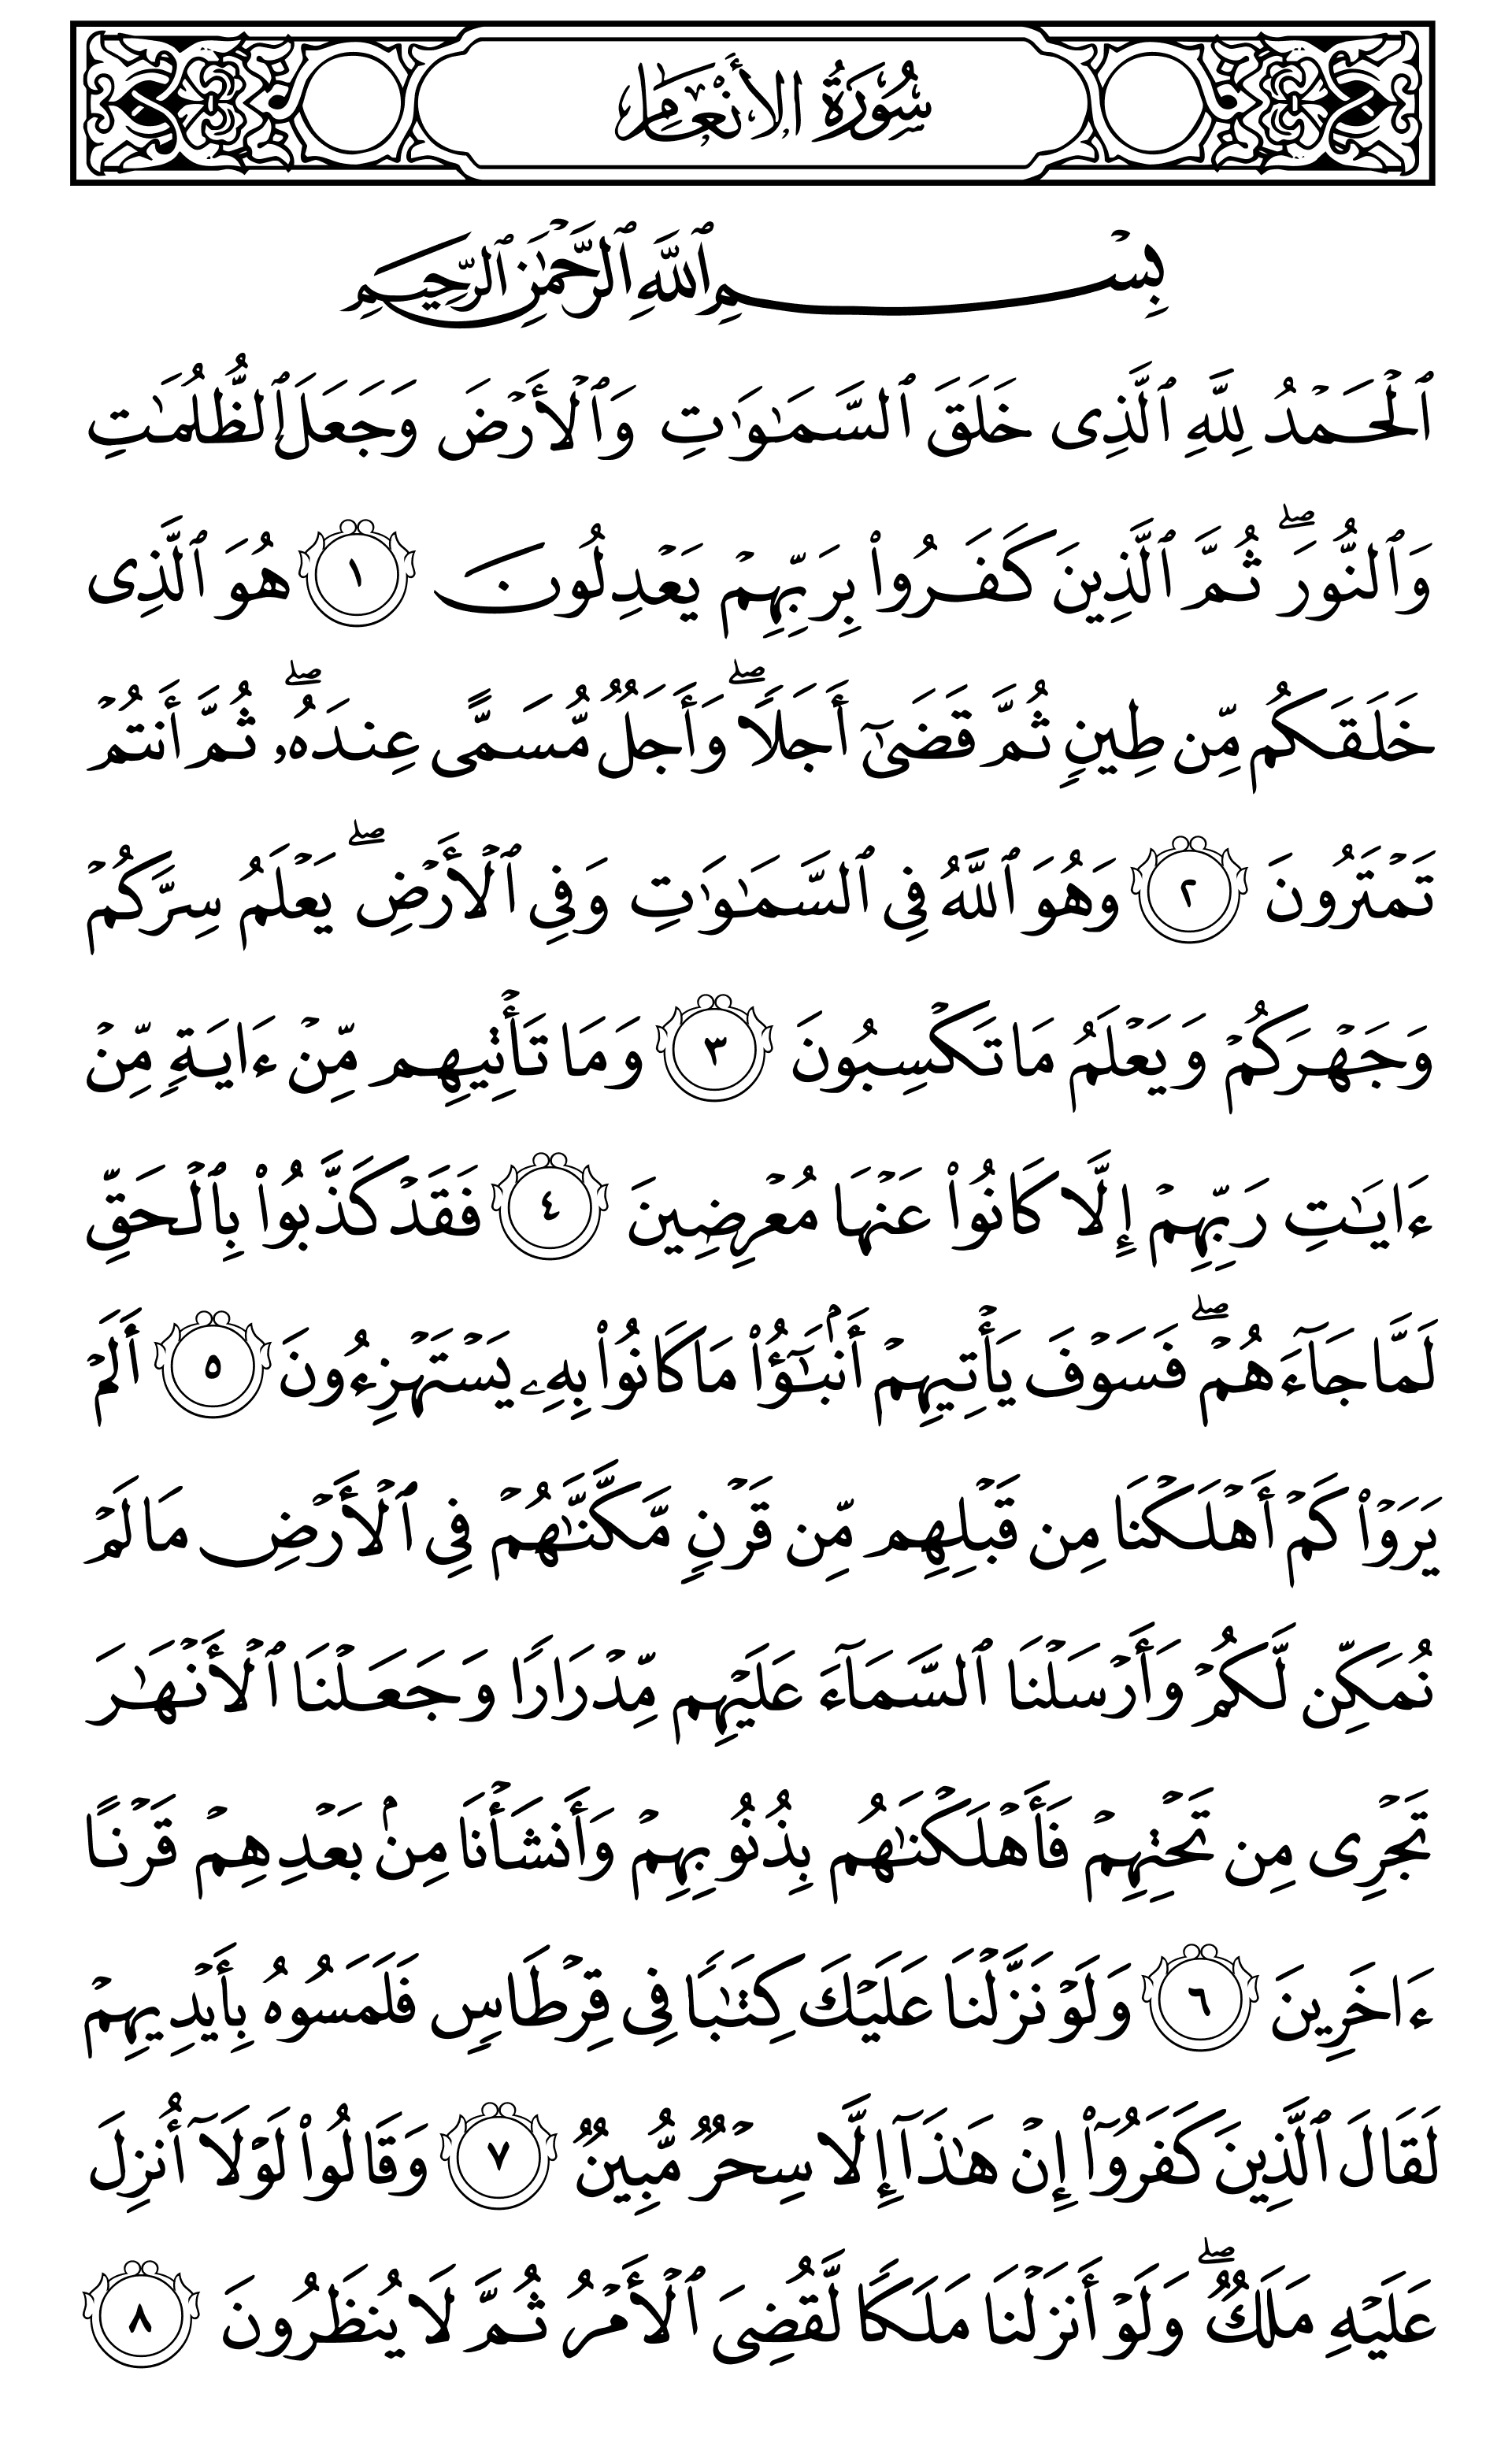 سُورَةُ الأَنْعَامِ
بِسْمِ ٱللَّهِ ٱلرَّحْمَٰنِ ٱلرَّحِيمِ
ٱلْحَمْدُ لِلَّهِ ٱلَّذِى خَلَقَ ٱلسَّمَٰوَٰتِ وَٱلْأَرْضَ وَجَعَلَ ٱلظُّلُمَٰتِ
وَٱلنُّورَ ۖ ثُمَّ ٱلَّذِينَ كَفَرُوا۟ بِرَبِّهِمْ يَعْدِلُونَ ١ هُوَ ٱلَّذِى
خَلَقَكُم مِّن طِينٍ ثُمَّ قَضَىٰٓ أَجَلًا ۖ وَأَجَلٌ مُّسَمًّى عِندَهُۥ ۖ ثُمَّ أَنتُمْ
تَمْتَرُونَ ٢ وَهُوَ ٱللَّهُ فِى ٱلسَّمَٰوَٰتِ وَفِى ٱلْأَرْضِ ۖ يَعْلَمُ سِرَّكُمْ
وَجَهْرَكُمْ وَيَعْلَمُ مَا تَكْسِبُونَ ٣ وَمَا تَأْتِيهِم مِّنْ ءَايَةٍ مِّنْ
ءَايَٰتِ رَبِّهِمْ إِلَّا كَانُوا۟ عَنْهَا مُعْرِضِينَ ٤ فَقَدْ كَذَّبُوا۟ بِٱلْحَقِّ
لَمَّا جَآءَهُمْ ۖ فَسَوْفَ يَأْتِيهِمْ أَنۢبَٰٓؤُا۟ مَا كَانُوا۟ بِهِۦ يَسْتَهْزِءُونَ ٥ أَلَمْ
يَرَوْا۟ كَمْ أَهْلَكْنَا مِن قَبْلِهِم مِّن قَرْنٍ مَّكَّنَّٰهُمْ فِى ٱلْأَرْضِ مَا لَمْ
نُمَكِّن لَّكُمْ وَأَرْسَلْنَا ٱلسَّمَآءَ عَلَيْهِم مِّدْرَارًا وَجَعَلْنَا ٱلْأَنْهَٰرَ
تَجْرِى مِن تَحْتِهِمْ فَأَهْلَكْنَٰهُم بِذُنُوبِهِمْ وَأَنشَأْنَا مِنۢ بَعْدِهِمْ قَرْنًا
ءَاخَرِينَ ٦ وَلَوْ نَزَّلْنَا عَلَيْكَ كِتَٰبًا فِى قِرْطَاسٍ فَلَمَسُوهُ بِأَيْدِيهِمْ
لَقَالَ ٱلَّذِينَ كَفَرُوٓا۟ إِنْ هَٰذَآ إِلَّا سِحْرٌ مُّبِينٌ ٧ وَقَالُوا۟ لَوْلَآ أُنزِلَ
عَلَيْهِ مَلَكٌ ۖ وَلَوْ أَنزَلْنَا مَلَكًا لَّقُضِىَ ٱلْأَمْرُ ثُمَّ لَا يُنظَرُونَ ٨